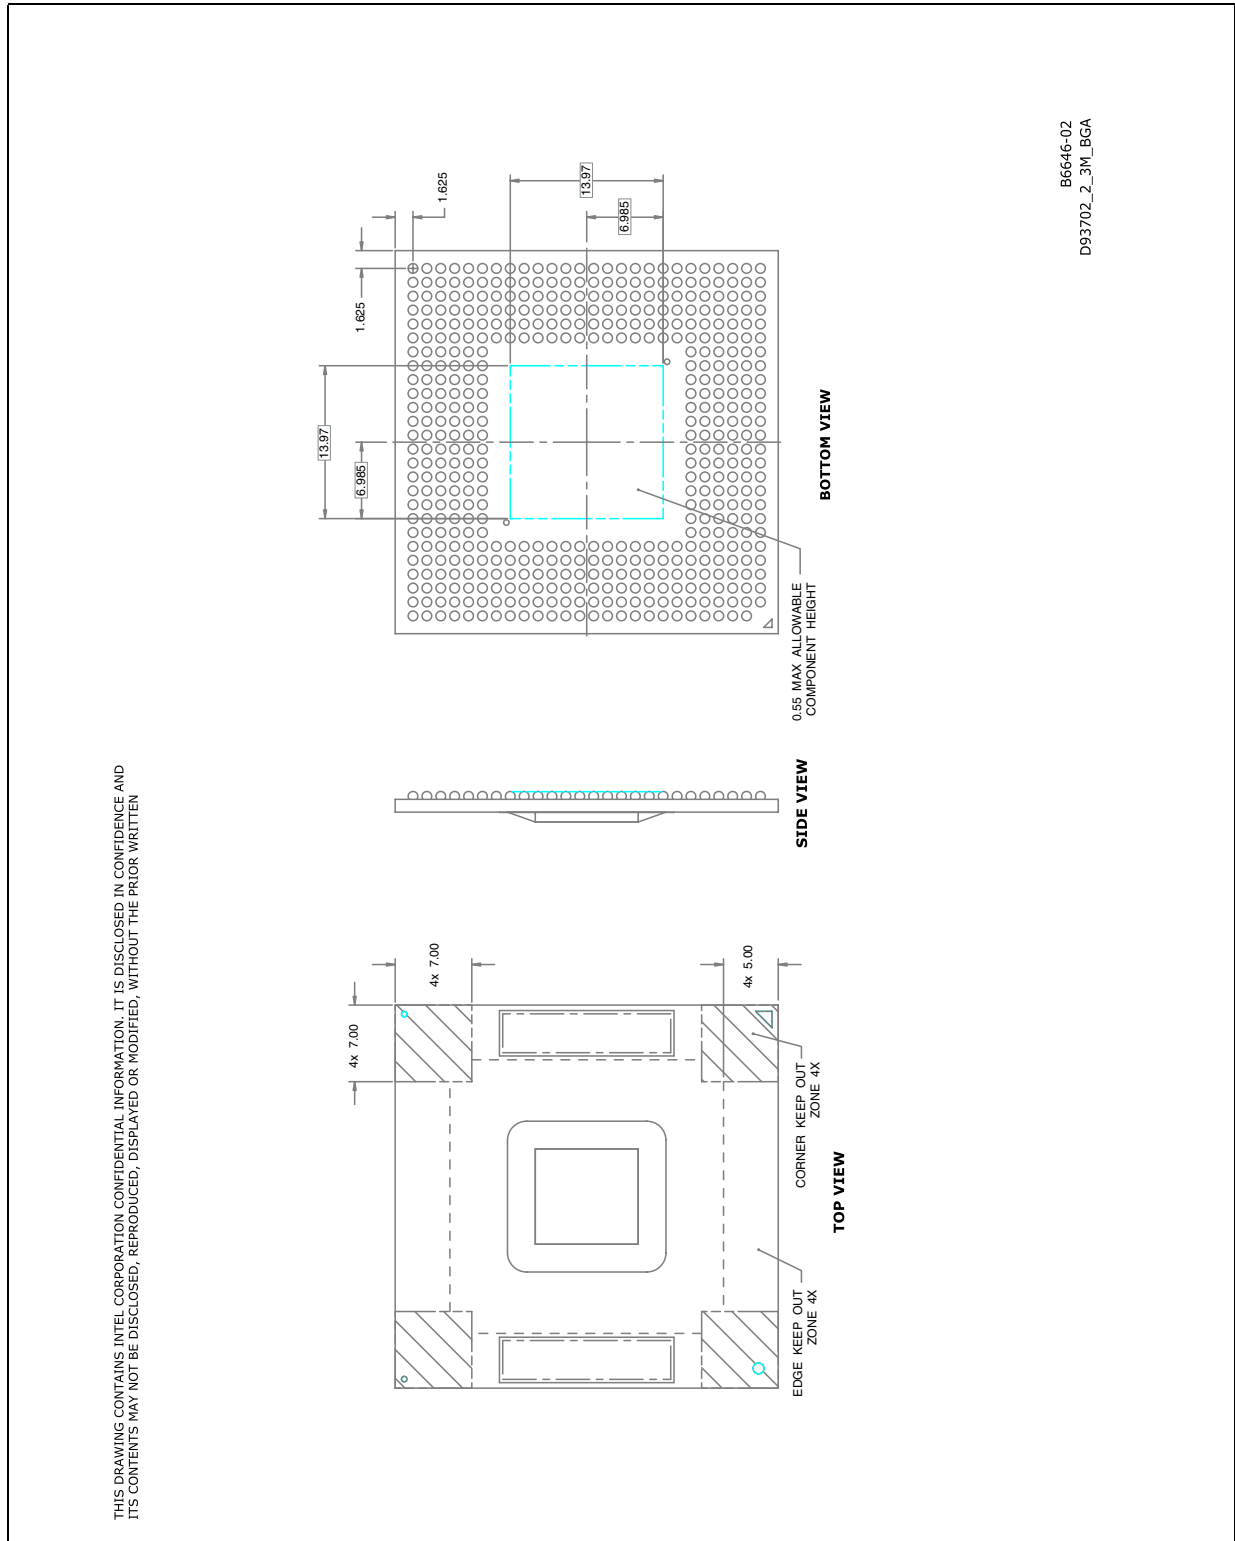 THIS DRAWING CONTAINS INTEL CORPORATION CONFIDENTIAL INFORMATION. IT IS DISCLOSED IN CONFIDENCE AND
ITS CONTENTS MAY NOT BE DISCLOSED, REPRODUCED, DISPLAYED OR MODIFIED, WITHOUT THE PRIOR WRITTEN
4x 7.00
4x 7.00
4x 5.00
CORNER KEEP OUT
ZONE 4X
EDGE KEEP OUT
ZONE 4X
TOP VIEW
SIDE VIEW
13.97
6.985
1.625
1.625
13.97
6.985
0.55 MAX ALLOWABLE
COMPONENT HEIGHT
BOTTOM VIEW
B6646-02
D93702_2_3M_BGA